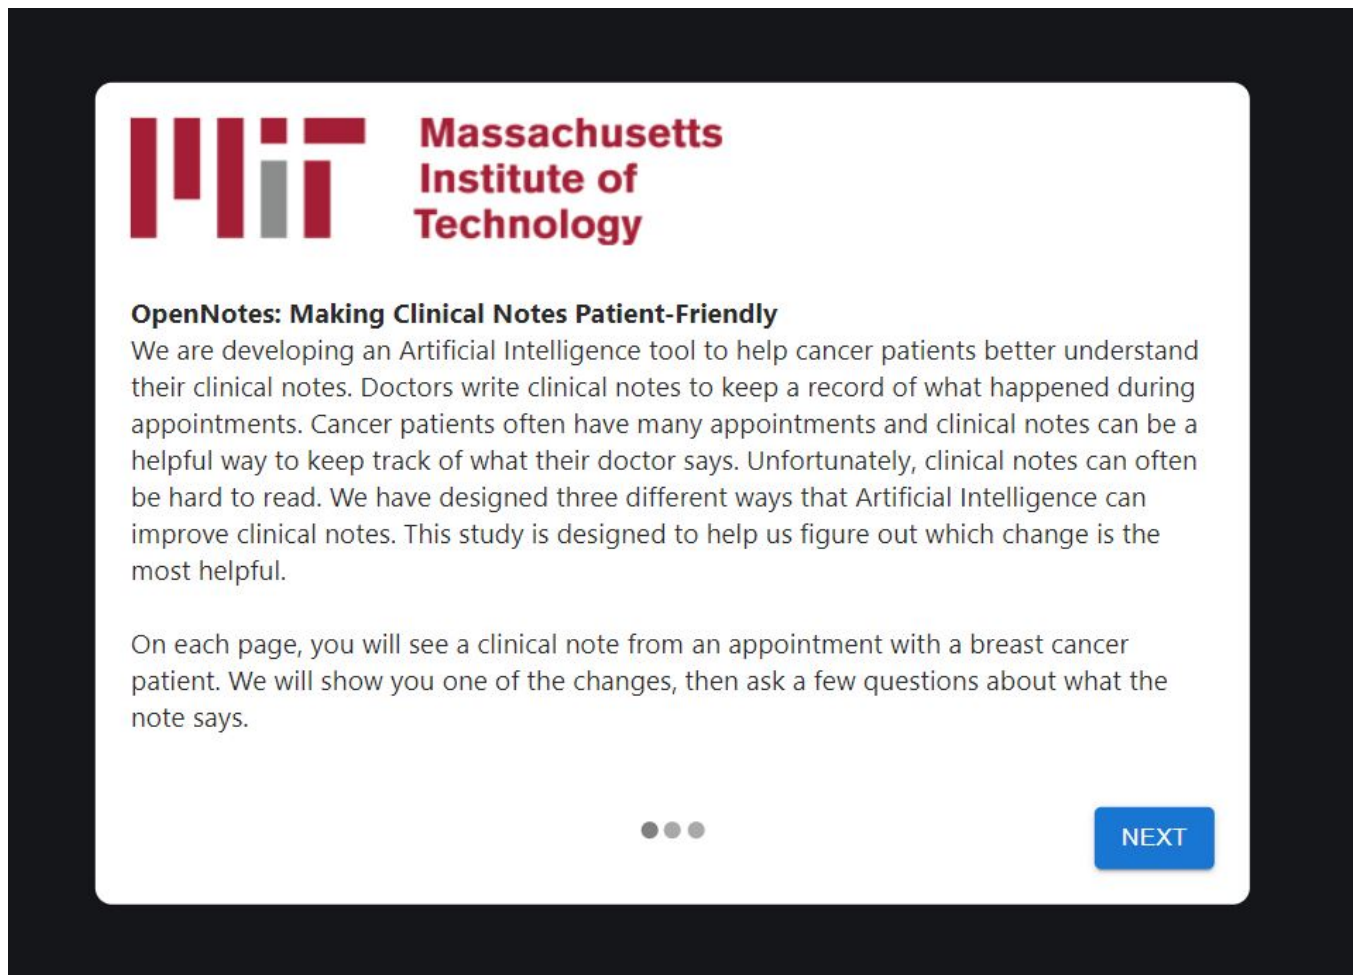 MIT
Massachusetts
Institute of
Technology
OpenNotes: Making Clinical Notes Patient-Friendly
We are developing an Artificial Intelligence tool to help cancer patients better understand
their clinical notes. Doctors write clinical notes to keep a record of what happened during
appointments. Cancer patients often have many appointments and clinical notes can be a
helpful way to keep track of what their doctor says. Unfortunately, clinical notes can often
be hard to read. We have designed three different ways that Artificial Intelligence can
improve clinical notes. This study is designed to help us figure out which change is the
most helpful.
On each page, you will see a clinical note from an appointment with a breast cancer
patient. We will show you one of the changes, then ask a few questions about what the
note says.
NEXT